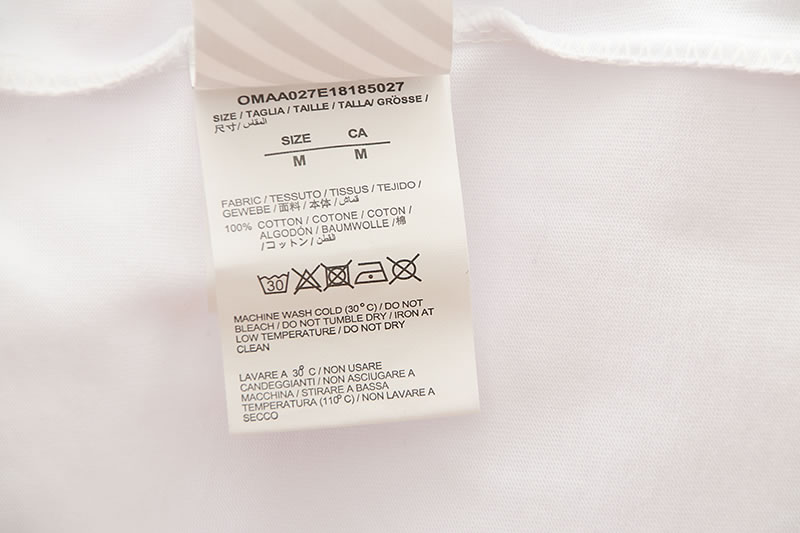 OMAA027E18185027
SIZE / TAGLIA / TAILLE / TALLA/ GRÖSSE /
尺寸/ المقاس/
SIZE CA
M M
FABRIC / TESSUTO / TISSUS / TEJIDO /
GEWEBE / 面料 / 本体 / قماش/
100% COTTON / COTONE / COTON /
ALGODÓN / BAUMWOLLE / 棉
/コットン / القطن/
30
MACHINE WASH COLD (30°C) / DO NOT
BLEACH / DO NOT TUMBLE DRY / IRON AT
LOW TEMPERATURE / DO NOT DRY
CLEAN
LAVARE A 30°C / NON USARE
CANDEGGIANTI / NON ASCIUGARE A
MACCHINA / STIRARE A BASSA
TEMPERATURA (110°C) / NON LAVARE A
SECCO